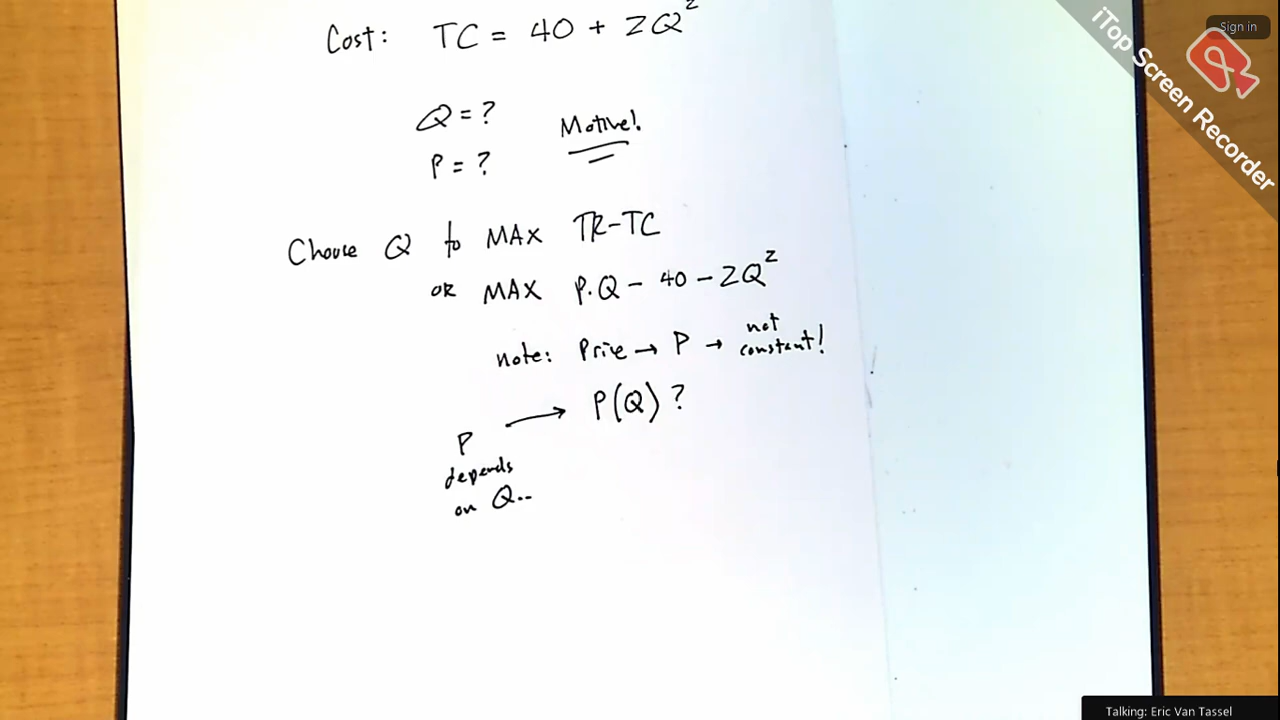 Cost: TC = 40 + 2Q²
Q = ?
Motive!
P = ?
Choose Q to MAX TR-TC
OR MAX P.Q - 40 - 2Q²
note: Price → P → not constant!
→ P(Q) ?
P
depends
on Q..
iTop Screen Recorder
Sign in
Talking: Eric Van Tassel